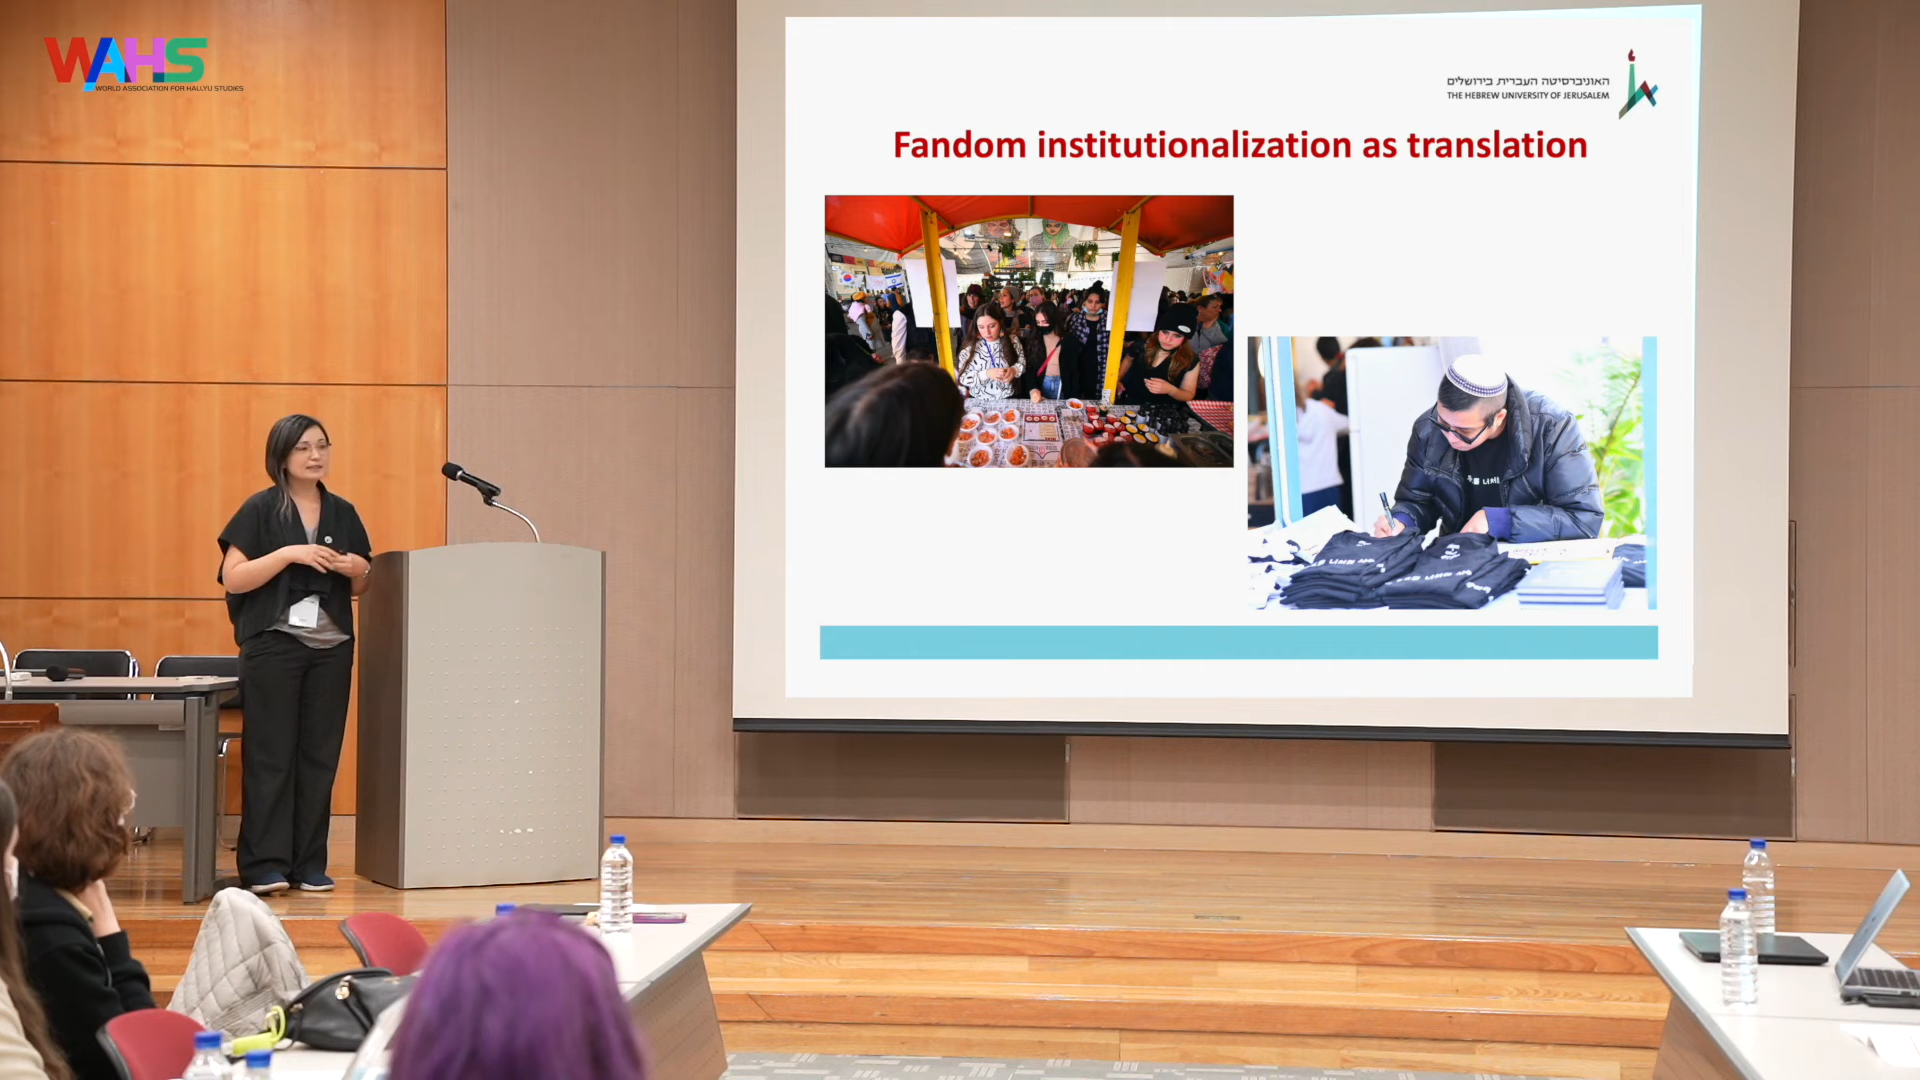 WAHS
WORLD ASSOCIATION FOR HALLYU STUDIES
האוניברסיטה העברית בירושלים
THE HEBREW UNIVERSITY OF JERUSALEM
Fandom institutionalization as translation